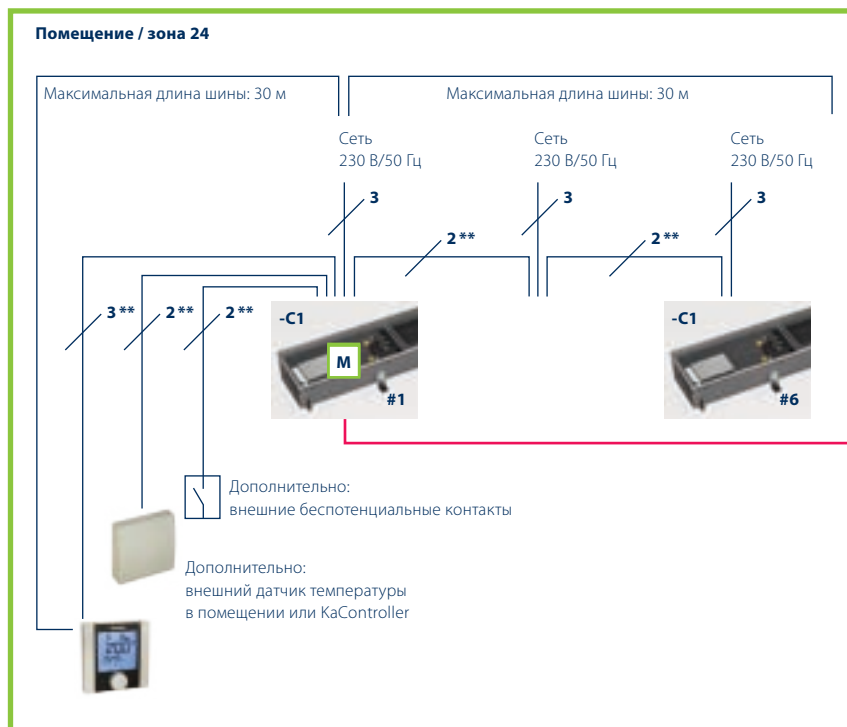 Помещение / зона 24
Максимальная длина шины: 30 м
Максимальная длина шины: 30 м
Сеть
230 В/50 Гц
Сеть
230 В/50 Гц
Сеть
230 В/50 Гц
3
3
3
2 **
2 **
3 **
2 **
2 **
-C1
M
#1
-C1
#6
Дополнительно:
внешние беспотенциальные контакты
Дополнительно:
внешний датчик температуры
в помещении или KaController